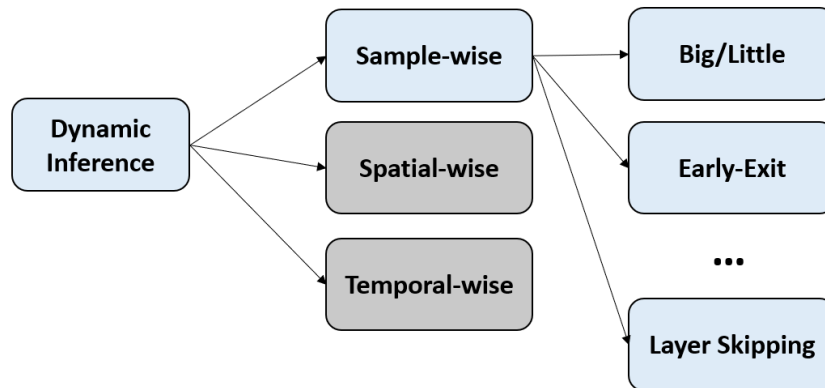 Dynamic
Inference
Sample-wise
Spatial-wise
Temporal-wise
Big/Little
Early-Exit
...
Layer Skipping